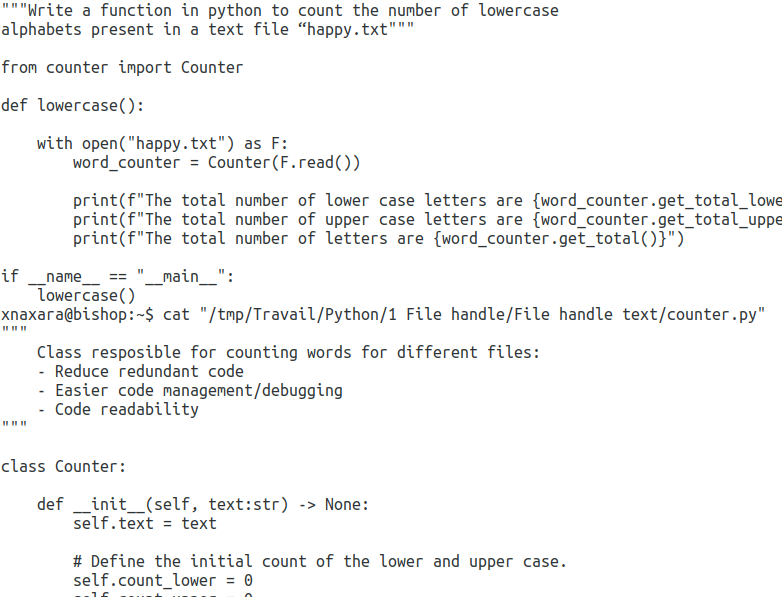 """Write a function in python to count the number of lowercase
alphabets present in a text file “happy.txt"""
from counter import Counter
def lowercase():
with open("happy.txt") as F:
word_counter = Counter(F.read())
print(f"The total number of lower case letters are {word_counter.get_total_lowe
print(f"The total number of upper case letters are {word_counter.get_total_uppe
print(f"The total number of letters are {word_counter.get_total()}")
if __name__ == "__main__":
lowercase()
xnaxara@bishop:~$ cat "/tmp/Travail/Python/1 File handle/File handle text/counter.py"
"""
Class resposible for counting words for different files:
- Reduce redundant code
- Easier code management/debugging
- Code readability
"""
class Counter:
def __init__(self, text:str) -> None:
self.text = text
# Define the initial count of the lower and upper case.
self.count_lower = 0